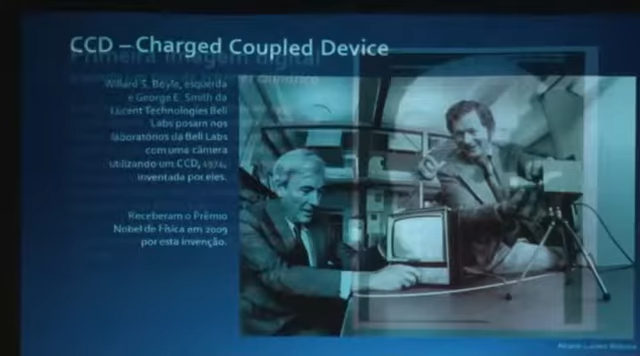 CCD – Charged Coupled Device
Primeira imagem digital
Willard S. Boyle, esquerda
e George E. Smith da
Lucent Technologies Bell
Labs posam nos
laboratórios da Bell Labs
com uma câmera
utilizando um CCD, 1974,
inventada por eles.
Receberam o Prêmio
Nobel de Física em 2009
por esta invenção.